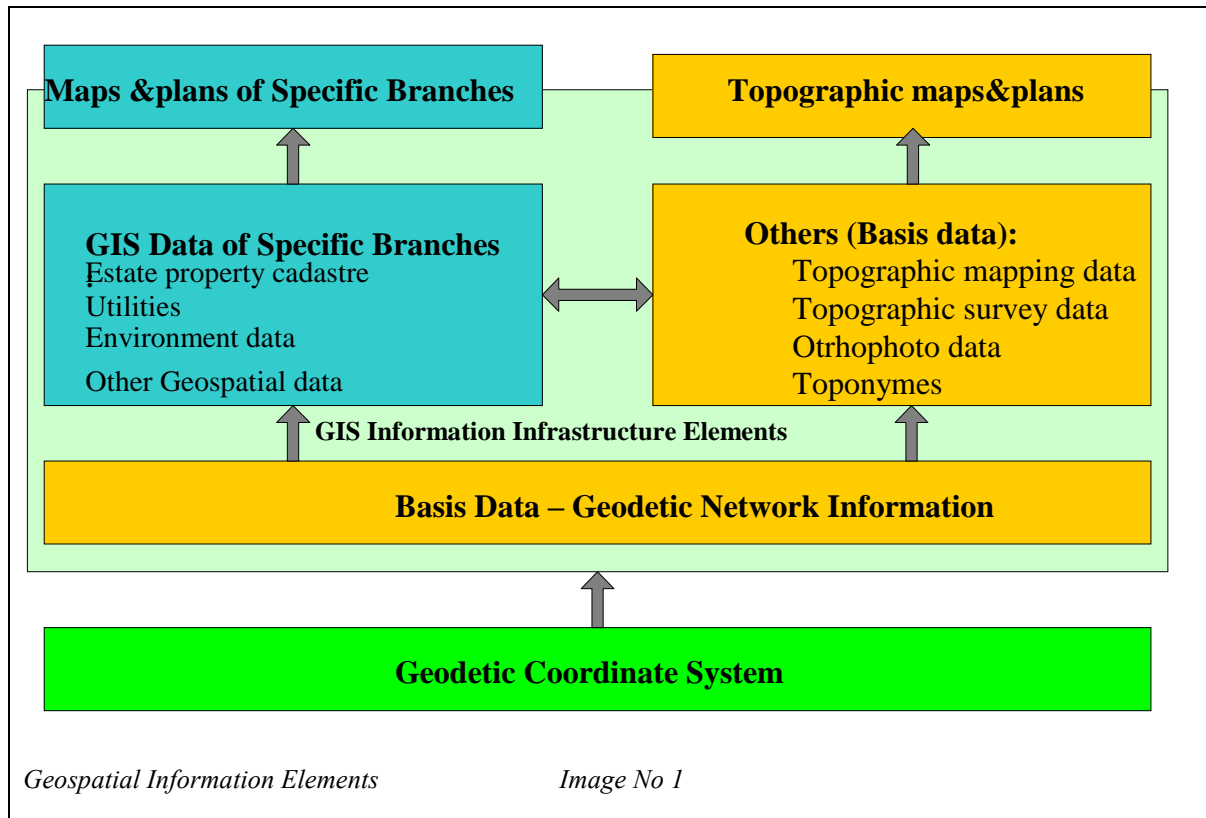 Maps &plans of Specific Branches
Topographic maps&plans
GIS Data of Specific Branches
:
Estate property cadastre
Utilities
Environment data
Other Geospatial data
Others (Basis data):
Topographic mapping data
Topographic survey data
Otrhophoto data
Toponymes
GIS Information Infrastructure Elements
Basis Data – Geodetic Network Information
Geodetic Coordinate System
Geospatial Information Elements Image No 1